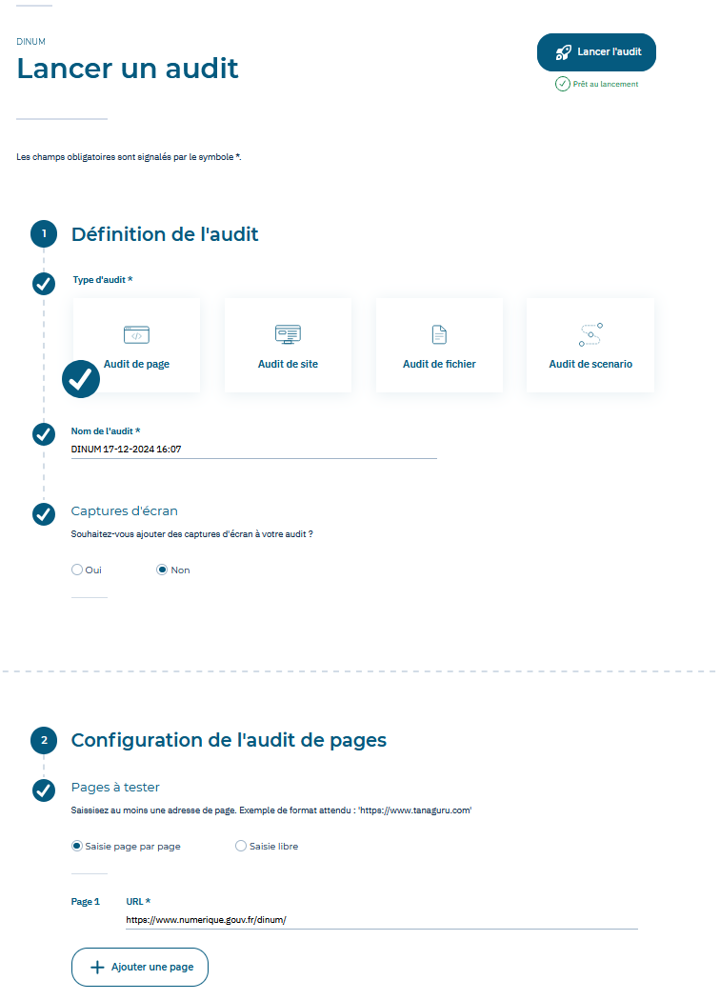 DINUM
Lancer un audit
Lancer l'audit
Prêt au lancement
Les champs obligatoires sont signalés par le symbole *.
1
Définition de l'audit
Type d'audit *
Audit de page
Audit de site
Audit de fichier
Audit de scenario
Nom de l'audit *
DINUM 17-12-2024 16:07
Captures d'écran
Souhaitez-vous ajouter des captures d'écran à votre audit ?
Oui
Non
2
Configuration de l'audit de pages
Pages à tester
Saissisez au moins une adresse de page. Exemple de format attendu : 'https://www.tanaguru.com'
Saisie page par page
Saisie libre
Page 1
URL *
https://www.numerique.gouv.fr/dinum/
Ajouter une page